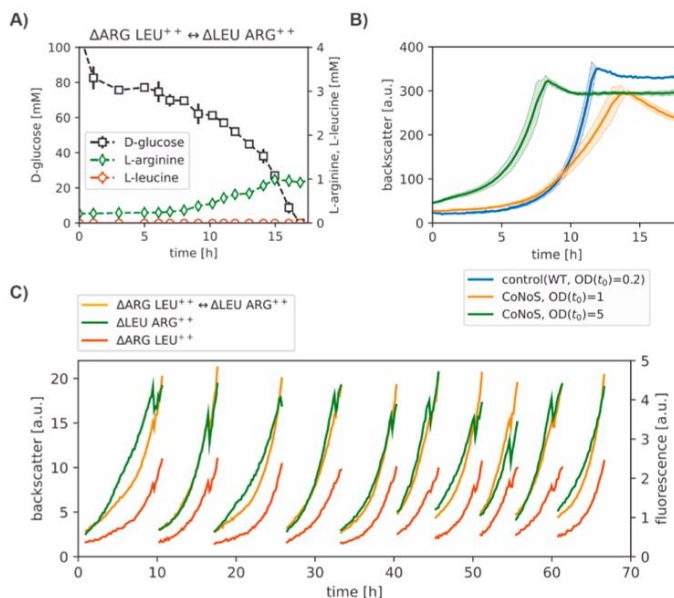 A)
ΔARG LEU⁺⁺ ↔ ΔLEU ARG⁺⁺
100
80
60
40
20
0
D-glucose [mM]
D-glucose
L-arginine
L-leucine
4
3
2
1
0
L-arginine, L-leucine [mM]
0 5 10 15
time [h]
B)
400
300
200
100
0
backscatter [a.u.]
0 5 10 15
time [h]
control(WT, OD(t₀)=0.2)
CoNoS, OD(t₀)=1
CoNoS, OD(t₀)=5
C)
ΔARG LEU⁺⁺ ↔ ΔLEU ARG⁺⁺
ΔLEU ARG⁺⁺
ΔARG LEU⁺⁺
20
15
10
5
0
backscatter [a.u.]
5
4
3
2
1
0
fluorescence [a.u.]
0 10 20 30 40 50 60 70
time [h]